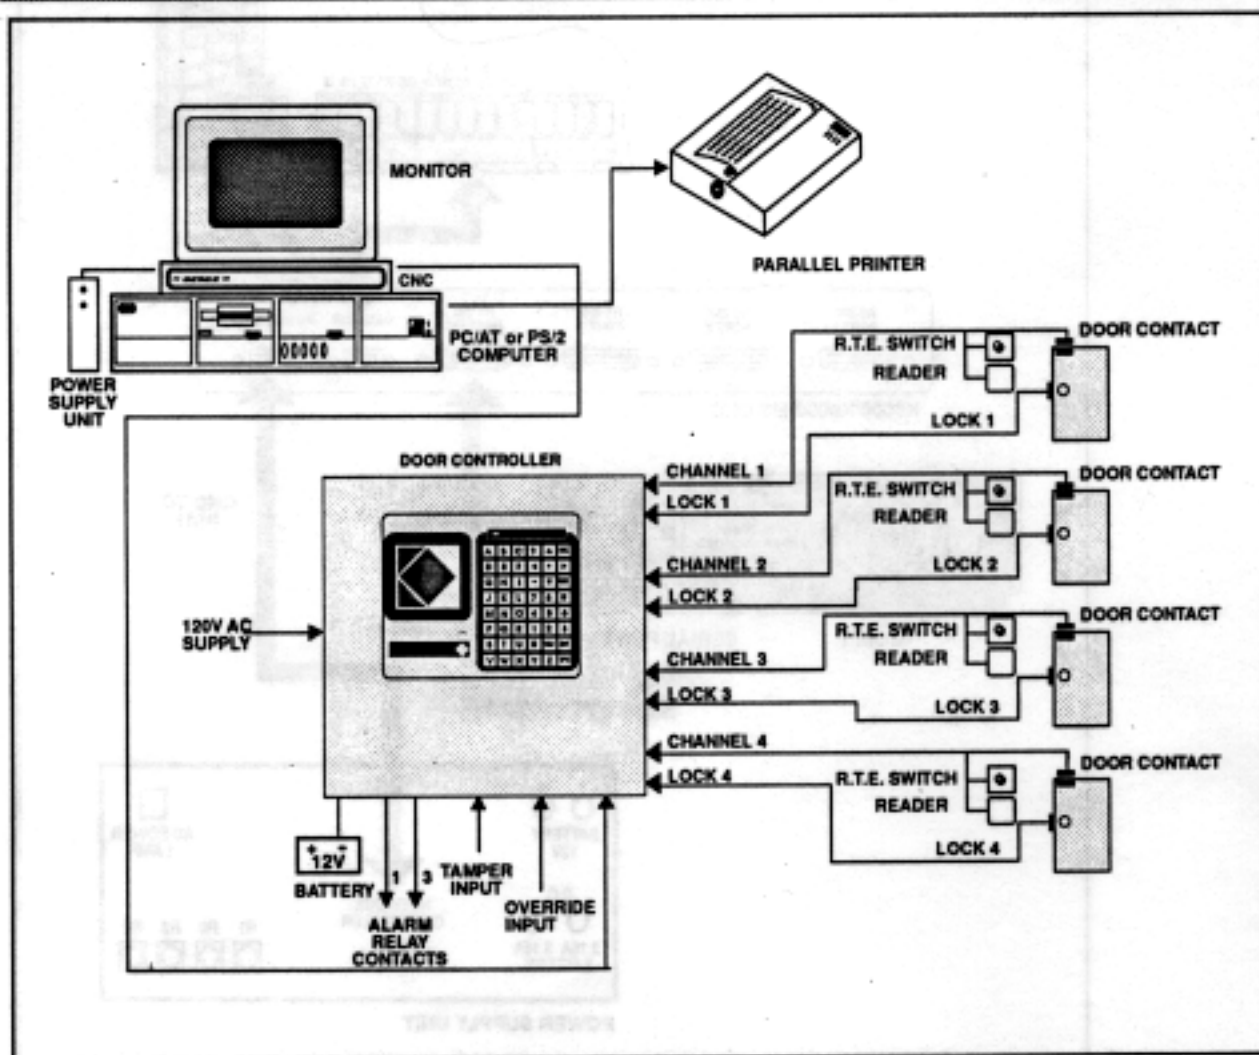 MONITOR
PARALLEL PRINTER
CNC
PC/AT or PS/2
COMPUTER
00000
POWER
SUPPLY
UNIT
DOOR CONTROLLER
120V AC
SUPPLY
CHANNEL 1
LOCK 1
CHANNEL 2
LOCK 2
CHANNEL 3
LOCK 3
CHANNEL 4
LOCK 4
R.T.E. SWITCH
READER
LOCK 1
DOOR CONTACT
R.T.E. SWITCH
READER
LOCK 2
DOOR CONTACT
R.T.E. SWITCH
READER
LOCK 3
DOOR CONTACT
R.T.E. SWITCH
READER
LOCK 4
DOOR CONTACT
+ -
12V
BATTERY
1
3
ALARM
RELAY
CONTACTS
TAMPER
INPUT
OVERRIDE
INPUT